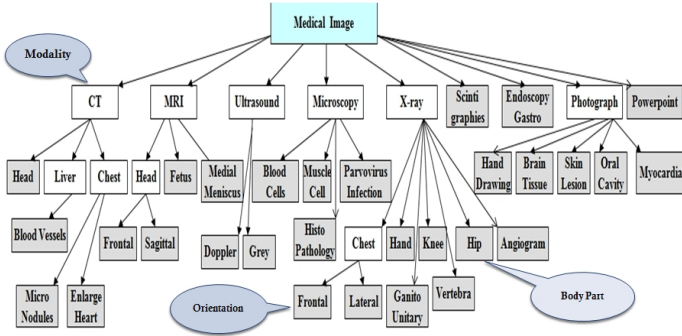 Medical Image
Modality
CT
MRI
Ultrasound
Microscopy
X-ray
Scinti
graphies
Endoscopy
Gastro
Photograph
Powerpoint
Head
Liver
Chest
Head
Fetus
Medial
Meniscus
Blood
Cells
Muscle
Cell
Parvovirus
Infection
Hand
Drawing
Brain
Tissue
Skin
Lesion
Oral
Cavity
Myocardia
Blood Vessels
Frontal
Sagittal
Doppler
Grey
Histo
Pathology
Chest
Hand
Knee
Hip
Angiogram
Micro
Nodules
Enlarge
Heart
Orientation
Frontal
Lateral
Ganito
Unitary
Vertebra
Body Part